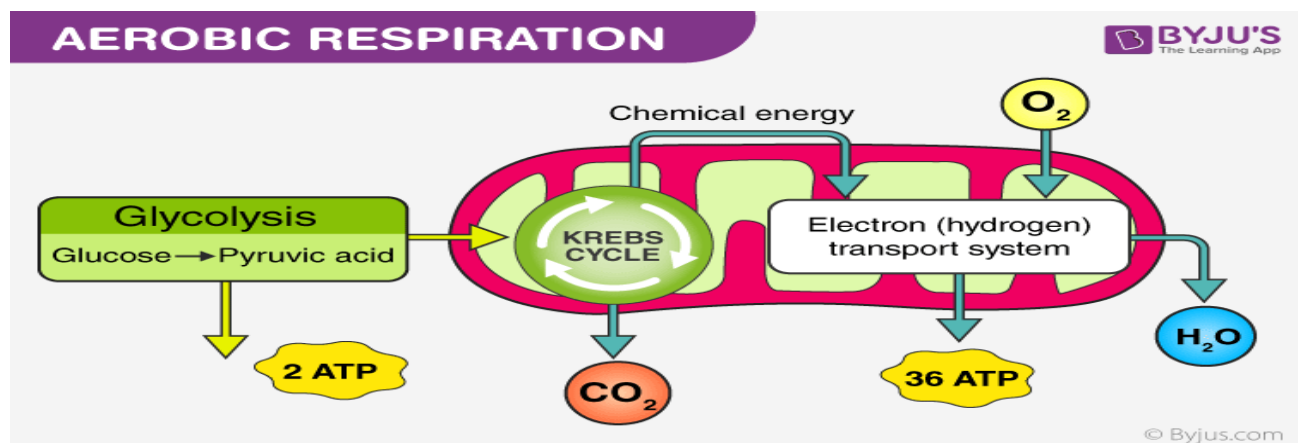 AEROBIC RESPIRATION
BYJU'S
The Learning App
Chemical energy
O₂
Glycolysis
Glucose → Pyruvic acid
KREBS
CYCLE
Electron (hydrogen)
transport system
2 ATP
CO₂
36 ATP
H₂O
© Byjus.com